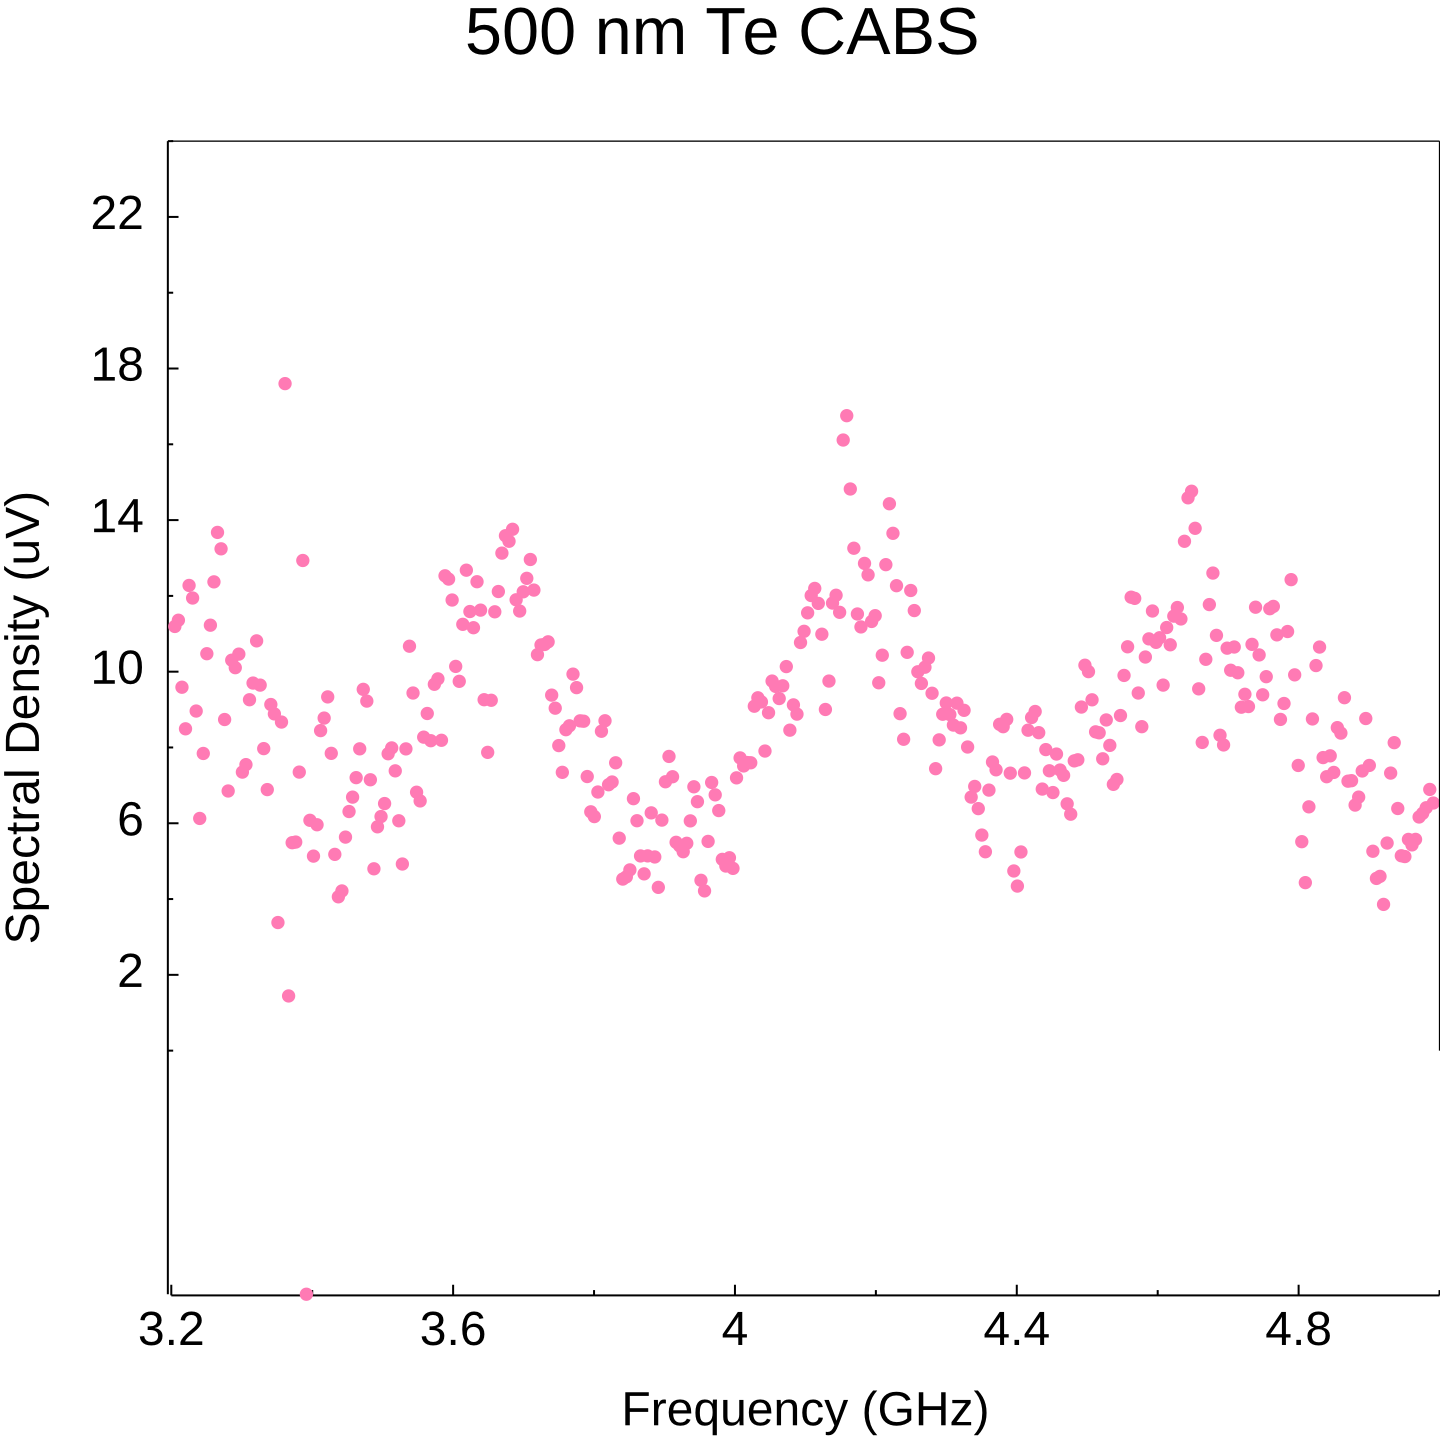 500 nm Te CABS
22
18
14
10
6
2
Spectral Density (uV)
3.2 3.6 4 4.4 4.8
Frequency (GHz)